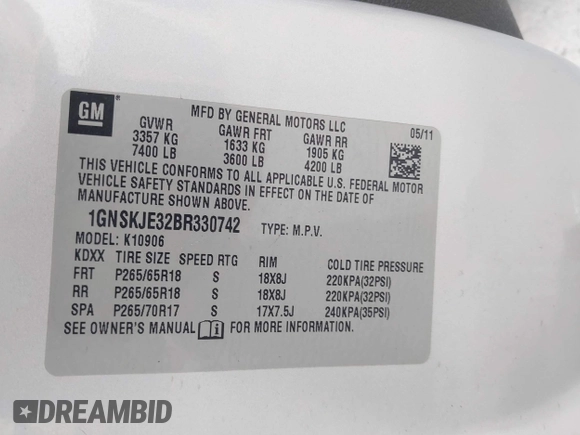 GM
MFD BY GENERAL MOTORS LLC
GVWR GAWR FRT GAWR RR 05/11
3357 KG 1633 KG 1905 KG
7400 LB 3600 LB 4200 LB
THIS VEHICLE CONFORMS TO ALL APPLICABLE U.S. FEDERAL MOTOR
VEHICLE SAFETY STANDARDS IN EFFECT ON THE DATE OF
MANUFACTURE SHOWN ABOVE.
1GNSKJE32BR330742 TYPE: M.P.V.
MODEL: K10906
KDXX TIRE SIZE SPEED RTG RIM COLD TIRE PRESSURE
FRT P265/65R18 S 18X8J 220KPA(32PSI)
RR P265/65R18 S 18X8J 220KPA(32PSI)
SPA P265/70R17 S 17X7.5J 240KPA(35PSI)
SEE OWNER'S MANUAL FOR MORE INFORMATION.
DREAMBID